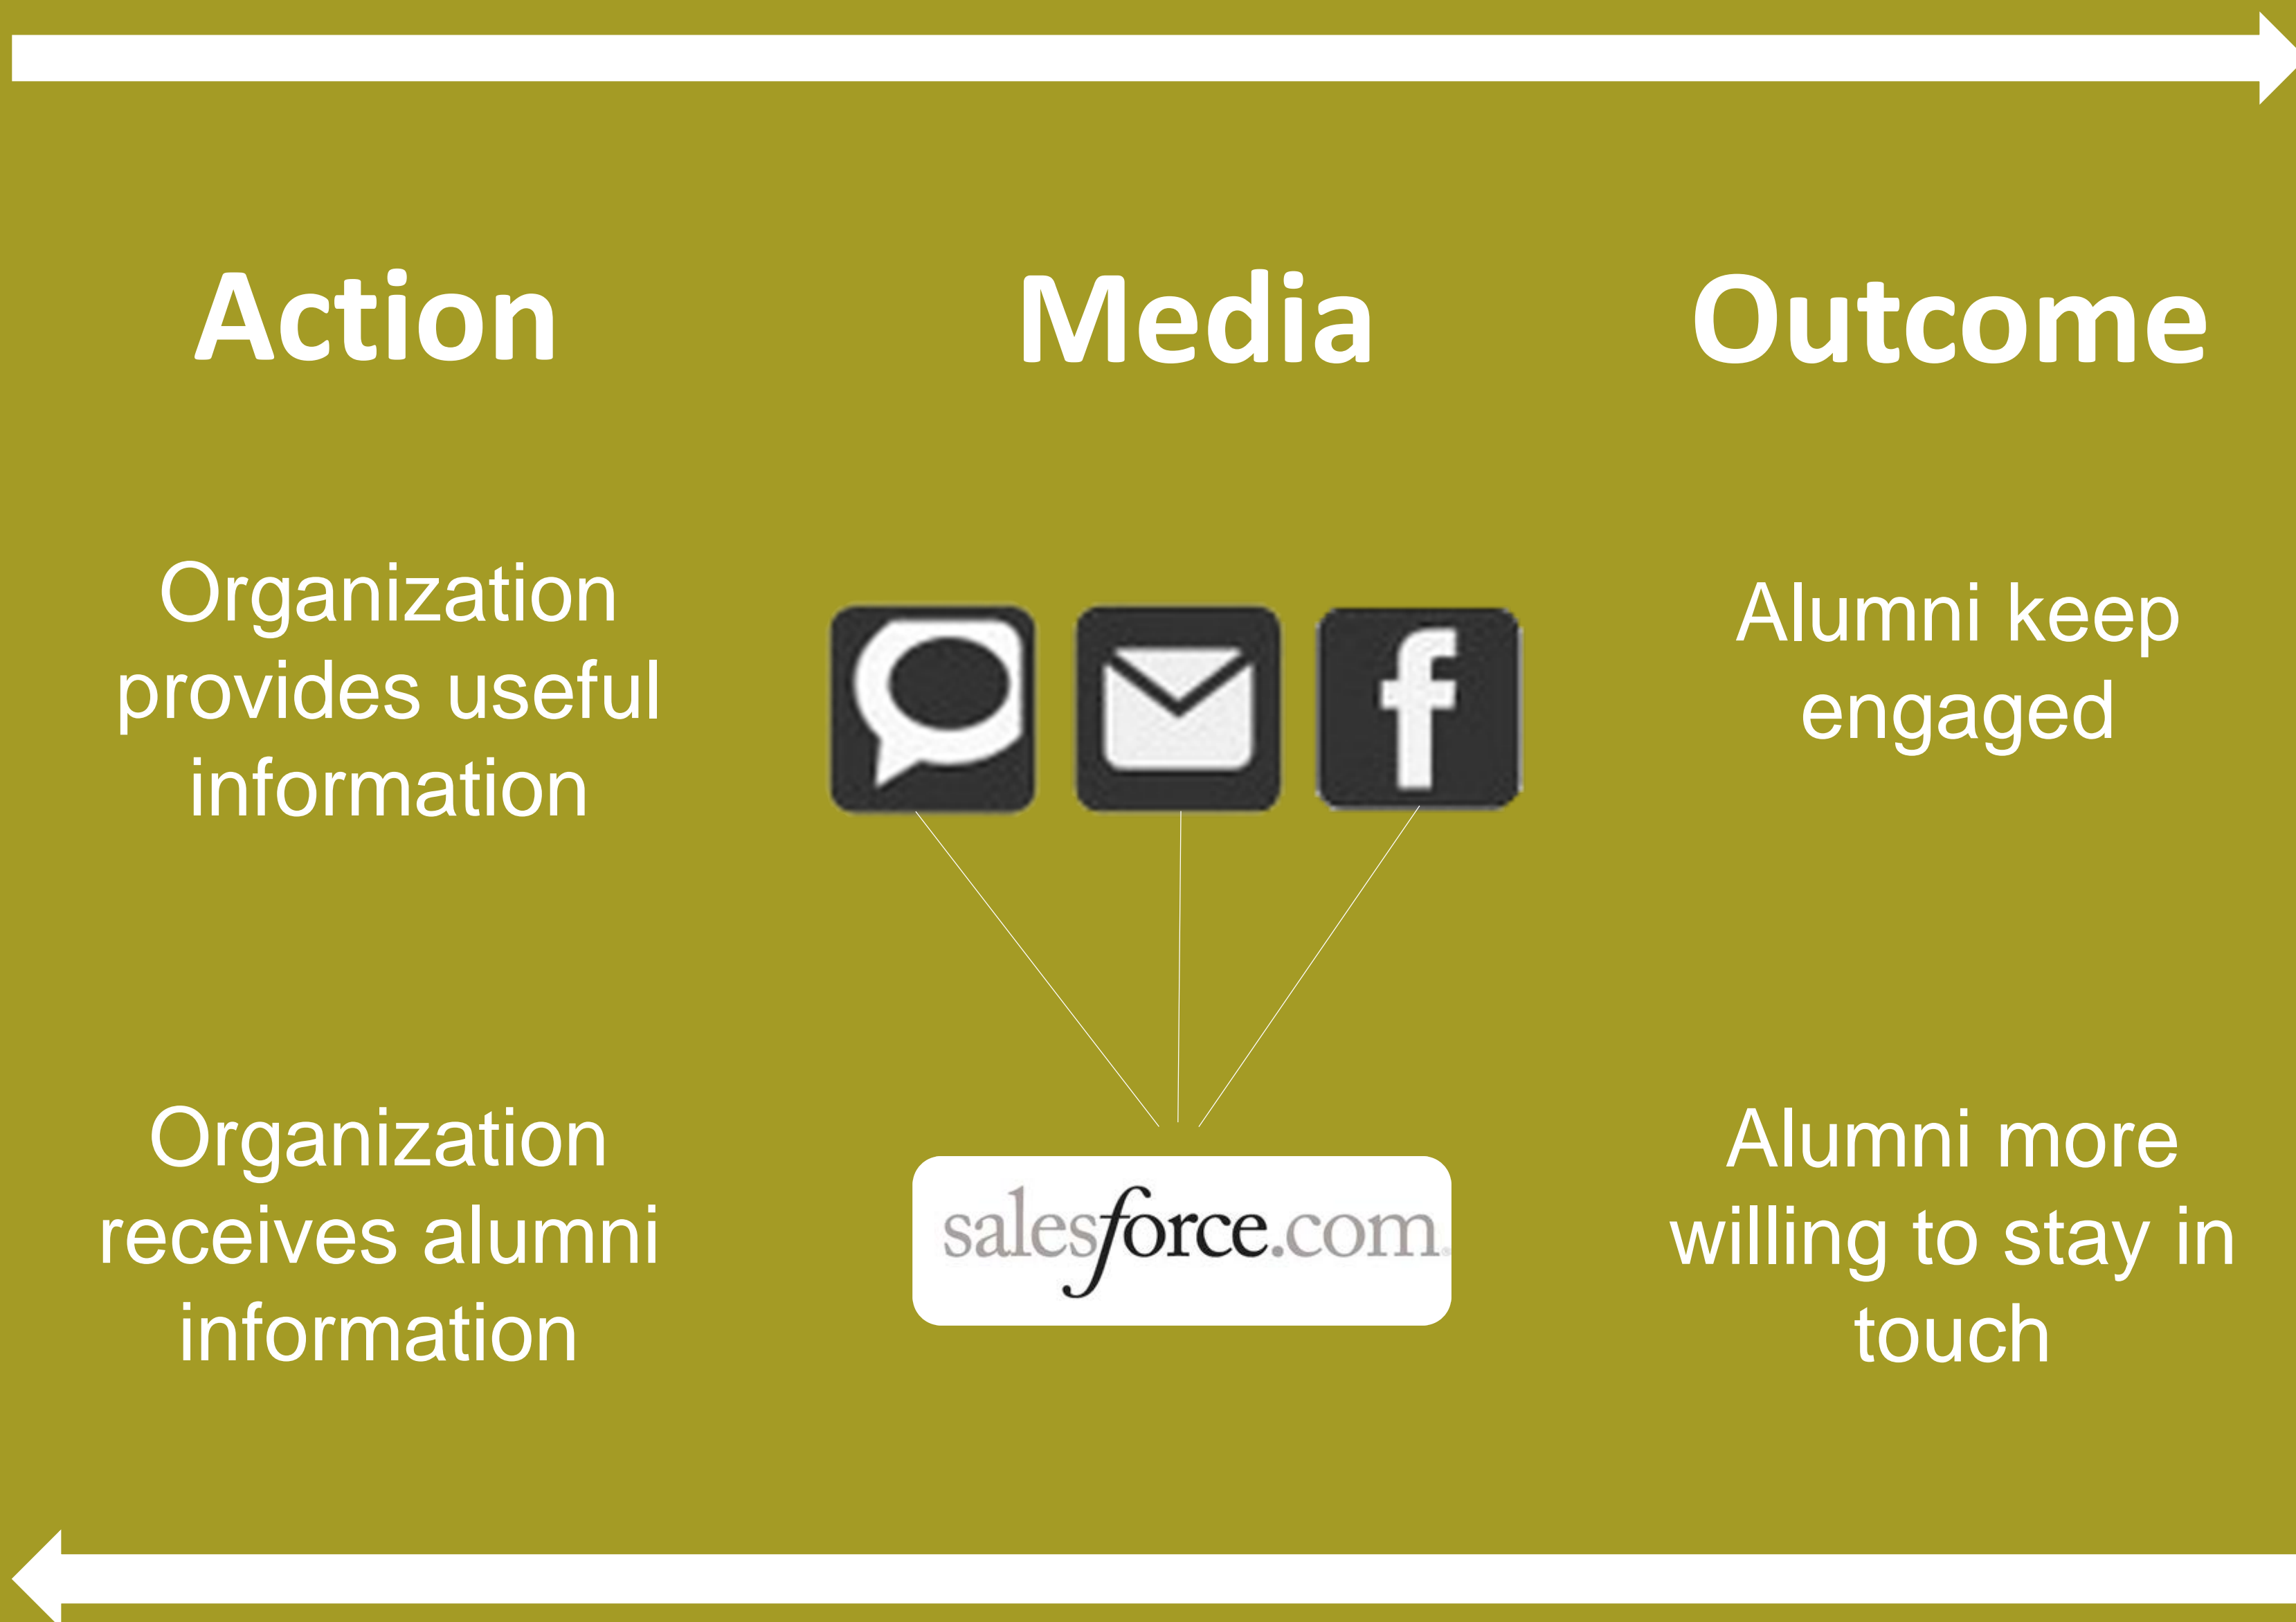 Action
Media
Outcome
Organization
provides useful
information
f
Alumni keep
engaged
Organization
receives alumni
information
salesforce.com
Alumni more
willing to stay in
touch